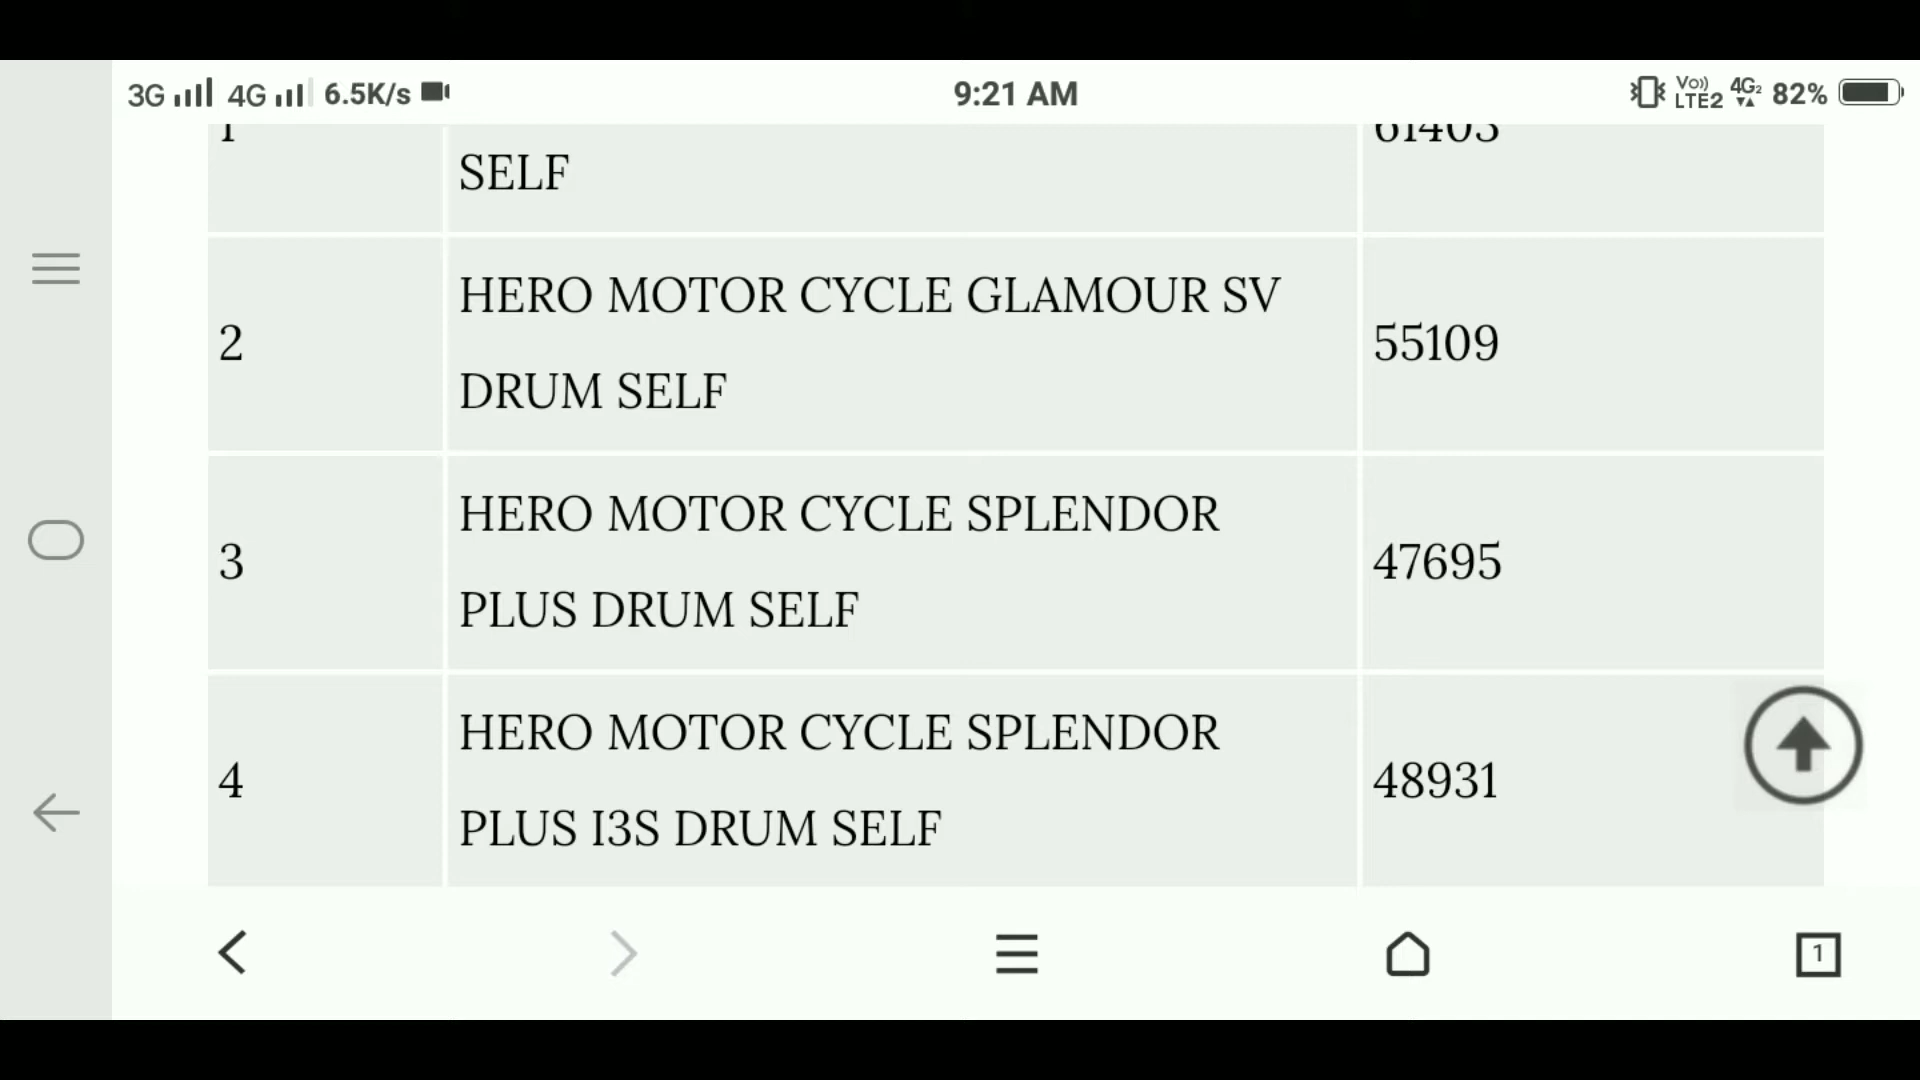 3G 4G 6.5K/s 9:21 AM Vo)) LTE2 4G2 82%
1 SELF
2 HERO MOTOR CYCLE GLAMOUR SV DRUM SELF 55109
3 HERO MOTOR CYCLE SPLENDOR PLUS DRUM SELF 47695
4 HERO MOTOR CYCLE SPLENDOR PLUS I3S DRUM SELF 48931
1